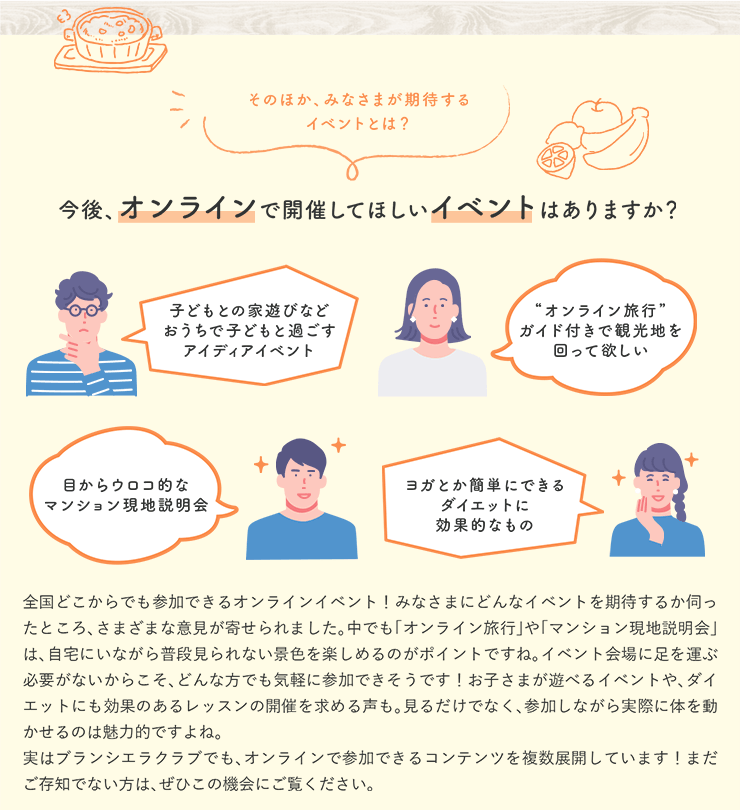 そのほか、みなさまが期待する
イベントとは？
今後、オンラインで開催してほしいイベントはありますか？
子どもとの家遊びなど
おうちで子どもと過ごす
アイディアイベント
“オンライン旅行”
ガイド付きで観光地を
回って欲しい
目からウロコ的な
マンション現地説明会
ヨガとか簡単にできる
ダイエットに
効果的なもの
全国どこからでも参加できるオンラインイベント！みなさまにどんなイベントを期待するか伺っ
たところ、さまざまな意見が寄せられました。中でも「オンライン旅行」や「マンション現地説明会」
は、自宅にいながら普段見られない景色を楽しめるのがポイントですね。イベント会場に足を運ぶ
必要がないからこそ、どんな方でも気軽に参加できそうです！お子さまが遊べるイベントや、ダイ
エットにも効果のあるレッスンの開催を求める声も。見るだけでなく、参加しながら実際に体を動
かせるのは魅力的ですよね。
実はブランシエラクラブでも、オンラインで参加できるコンテンツを複数展開しています！まだ
ご存知でない方は、ぜひこの機会にご覧ください。